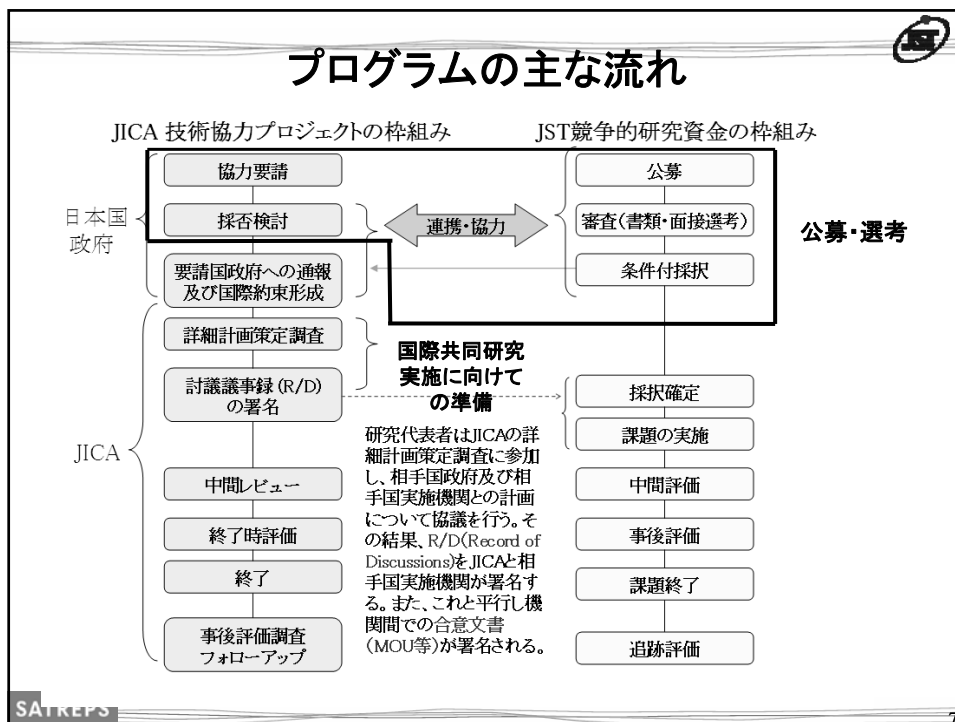 JST
プログラムの主な流れ
JICA 技術協力プロジェクトの枠組み
JST競争的研究資金の枠組み
協力要請
公募
日本国
政府
採否検討
連携・協力
審査(書類・面接選考)
公募・選考
要請国政府への通報
及び国際約束形成
条件付採択
詳細計画策定調査
国際共同研究
実施に向けて
の準備
討議議事録(R/D)
の署名
採択確定
課題の実施
JICA
研究代表者はJICAの詳
細計画策定調査に参加
し、相手国政府及び相
手国実施機関との計画
について協議を行う。そ
の結果、R/D(Record of
Discussions)をJICAと相
手国実施機関が署名す
る。また、これと平行し機
関間での合意文書
(MOU等)が署名される。
中間レビュー
中間評価
終了時評価
事後評価
終了
課題終了
事後評価調査
フォローアップ
追跡評価
SATREPS
7